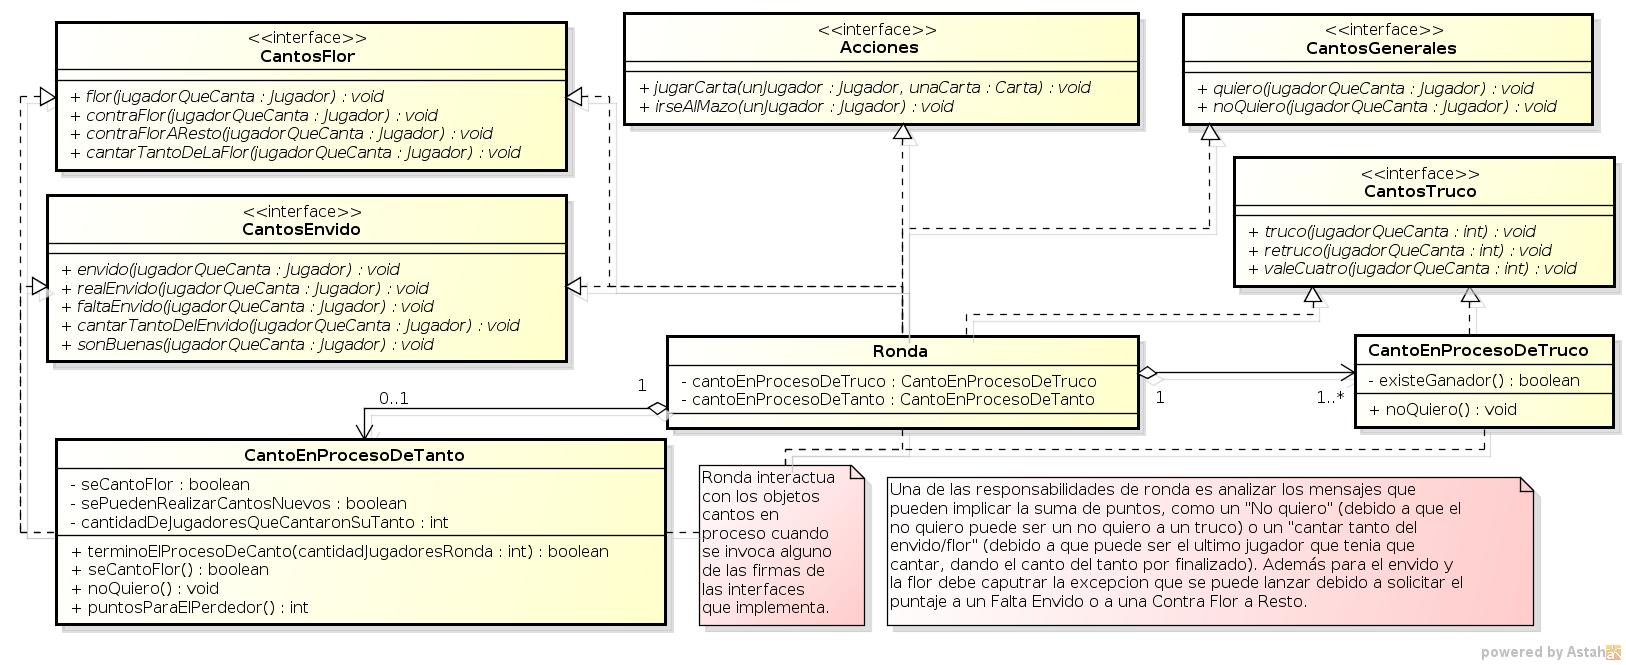 <<interface>>
CantosFlor
+ flor(jugadorQueCanta : Jugador) : void
+ contraFlor(jugadorQueCanta : Jugador) : void
+ contraFlorAResto(jugadorQueCanta : Jugador) : void
+ cantarTantoDeLaFlor(jugadorQueCanta : Jugador) : void
<<interface>>
Acciones
+ jugarCarta(unJugador : Jugador, unaCarta : Carta) : void
+ irseAlMazo(unJugador : Jugador) : void
<<interface>>
CantosGenerales
+ quiero(jugadorQueCanta : Jugador) : void
+ noQuiero(jugadorQueCanta : Jugador) : void
<<interface>>
CantosEnvido
+ envido(jugadorQueCanta : Jugador) : void
+ realEnvido(jugadorQueCanta : Jugador) : void
+ faltaEnvido(jugadorQueCanta : Jugador) : void
+ cantarTantoDelEnvido(jugadorQueCanta : Jugador) : void
+ sonBuenas(jugadorQueCanta : Jugador) : void
<<interface>>
CantosTruco
+ truco(jugadorQueCanta : int) : void
+ retruco(jugadorQueCanta : int) : void
+ valeCuatro(jugadorQueCanta : int) : void
Ronda
- cantoEnProcesoDeTruco : CantoEnProcesoDeTruco
- cantoEnProcesoDeTanto : CantoEnProcesoDeTanto
CantoEnProcesoDeTruco
- existeGanador() : boolean
+ noQuiero() : void
1
0..1
1
1..*
CantoEnProcesoDeTanto
- seCantoFlor : boolean
- sePuedenRealizarCantosNuevos : boolean
- cantidadDeJugadoresQueCantaronSuTanto : int
+ terminoElProcesoDeCanto(cantidadJugadoresRonda : int) : boolean
+ seCantoFlor() : boolean
+ noQuiero() : void
+ puntosParaElPerdedor() : int
Ronda interactua
con los objetos
cantos en
proceso cuando
se invoca alguno
de las firmas de
las interfaces
que implementa.
Una de las responsabilidades de ronda es analizar los mensajes que
pueden implicar la suma de puntos, como un "No quiero" (debido a que el
no quiero puede ser un no quiero a un truco) o un "cantar tanto del
envido/flor" (debido a que puede ser el ultimo jugador que tenia que
cantar, dando el canto del tanto por finalizado). Además para el envido y
la flor debe caputrar la excepcion que se puede lanzar debido a solicitar el
puntaje a un Falta Envido o a una Contra Flor a Resto.
powered by Astah